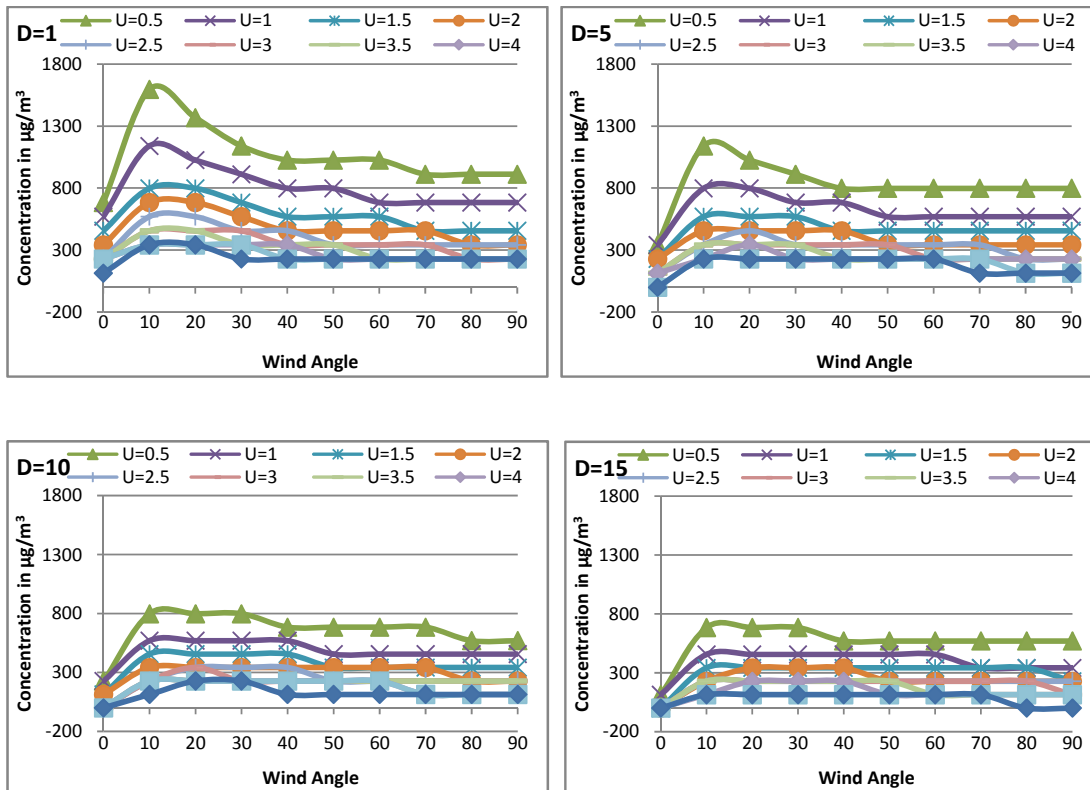 D=1
U=0.5 U=1 U=1.5 U=2
U=2.5 U=3 U=3.5 U=4
Concentration in µg/m³
1800
1300
800
300
-200
0 10 20 30 40 50 60 70 80 90
Wind Angle
D=5
U=0.5 U=1 U=1.5 U=2
U=2.5 U=3 U=3.5 U=4
Concentration in µg/m³
1800
1300
800
300
-200
0 10 20 30 40 50 60 70 80 90
Wind Angle
D=10
U=0.5 U=1 U=1.5 U=2
U=2.5 U=3 U=3.5 U=4
Concentration in µg/m³
1800
1300
800
300
-200
0 10 20 30 40 50 60 70 80 90
Wind Angle
D=15
U=0.5 U=1 U=1.5 U=2
U=2.5 U=3 U=3.5 U=4
Concentration in µg/m³
1800
1300
800
300
-200
0 10 20 30 40 50 60 70 80 90
Wind Angle